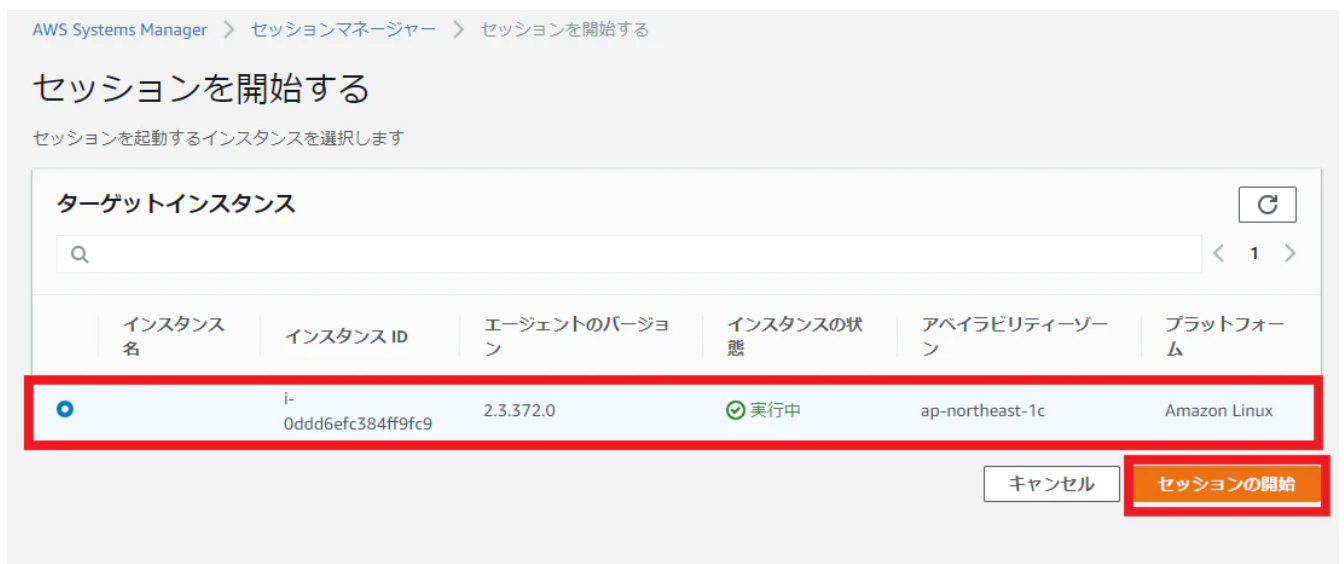 AWS Systems Manager > セッションマネージャー > セッションを開始する
セッションを開始する
セッションを起動するインスタンスを選択します
ターゲットインスタンス
< 1 >
インスタンス
名
インスタンス ID
エージェントのバージョ
ン
インスタンスの状
態
アベイラビリティーゾー
ン
プラットフォー
ム
i-
0ddd6efc384ff9fc9
2.3.372.0
実行中
ap-northeast-1c
Amazon Linux
キャンセル
セッションの開始